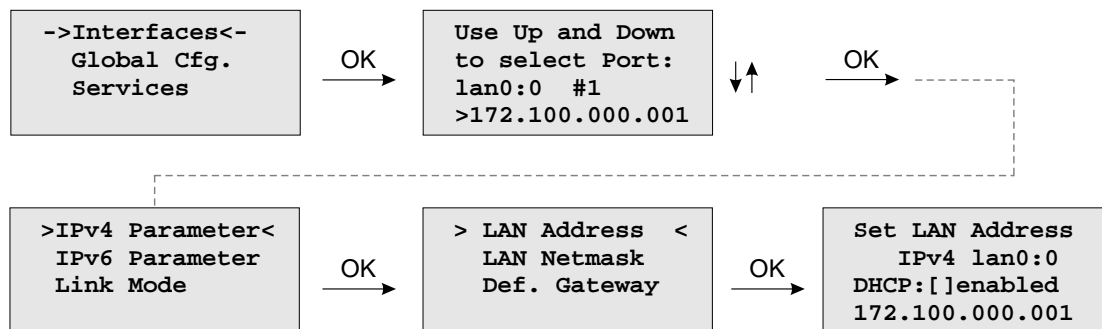 ->Interfaces<-
Global Cfg.
Services
OK
Use Up and Down
to select Port:
lan0:0 #1
>172.100.000.001
OK
>IPv4 Parameter<
IPv6 Parameter
Link Mode
OK
> LAN Address <
LAN Netmask
Def. Gateway
OK
Set LAN Address
IPv4 lan0:0
DHCP:[]enabled
172.100.000.001